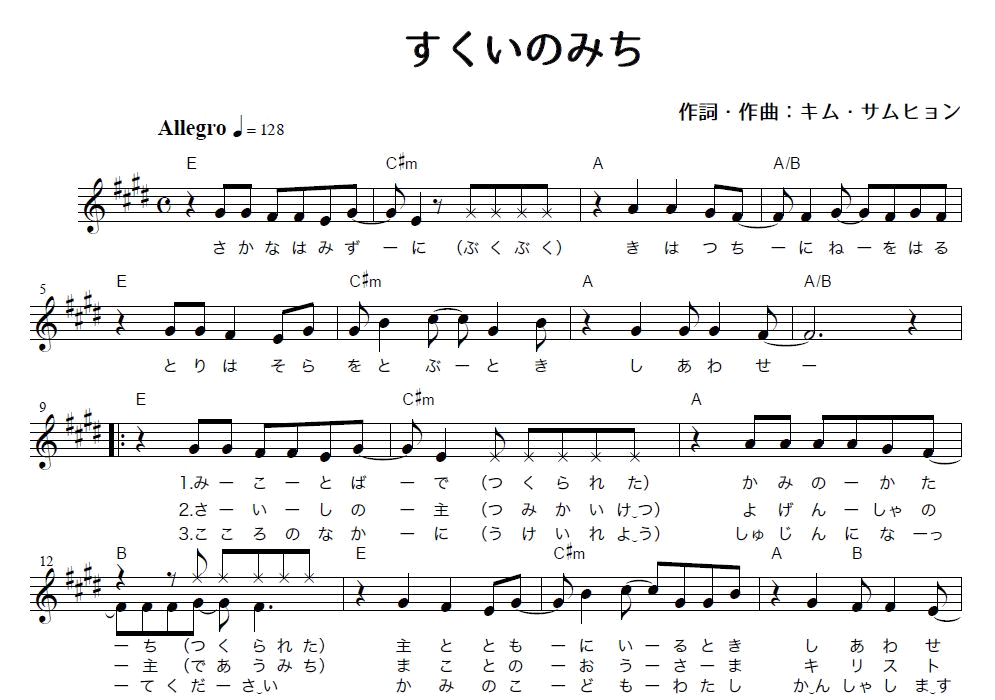 すくいのみち
作詞・作曲：キム・サムヒョン
Allegro ♩= 128
E C♯m A A/B
さ か な は み ず ー に （ぶ く ぶ く） き は つ ち ー に ね ー を は る
5 E C♯m A A/B
と り は そ ら を と ぶ ー と き し あ わ せ ー
9 E C♯m A
1.み ー こ ー と ば ー で （つ く ら れ た） か み の ー か た
2.さ ー い ー し の ー 主 （つ み か い け つ） よ げ ん ー しゃ の
3.こ こ ろ の な か ー に （う け い れ よ う） しゅ じ ん に な ー っ
12 B E C♯m A B
ー ち （つ く ら れ た） 主 と と も ー に い ー る と き し あ わ せ
ー 主 （で あ う み ち） ま こ と の ー お う ー さ ー ま キ リ ス ト
ー て く だ ー さ い か み の こ ー ど も ー わ た し か ん しゃ し ま す